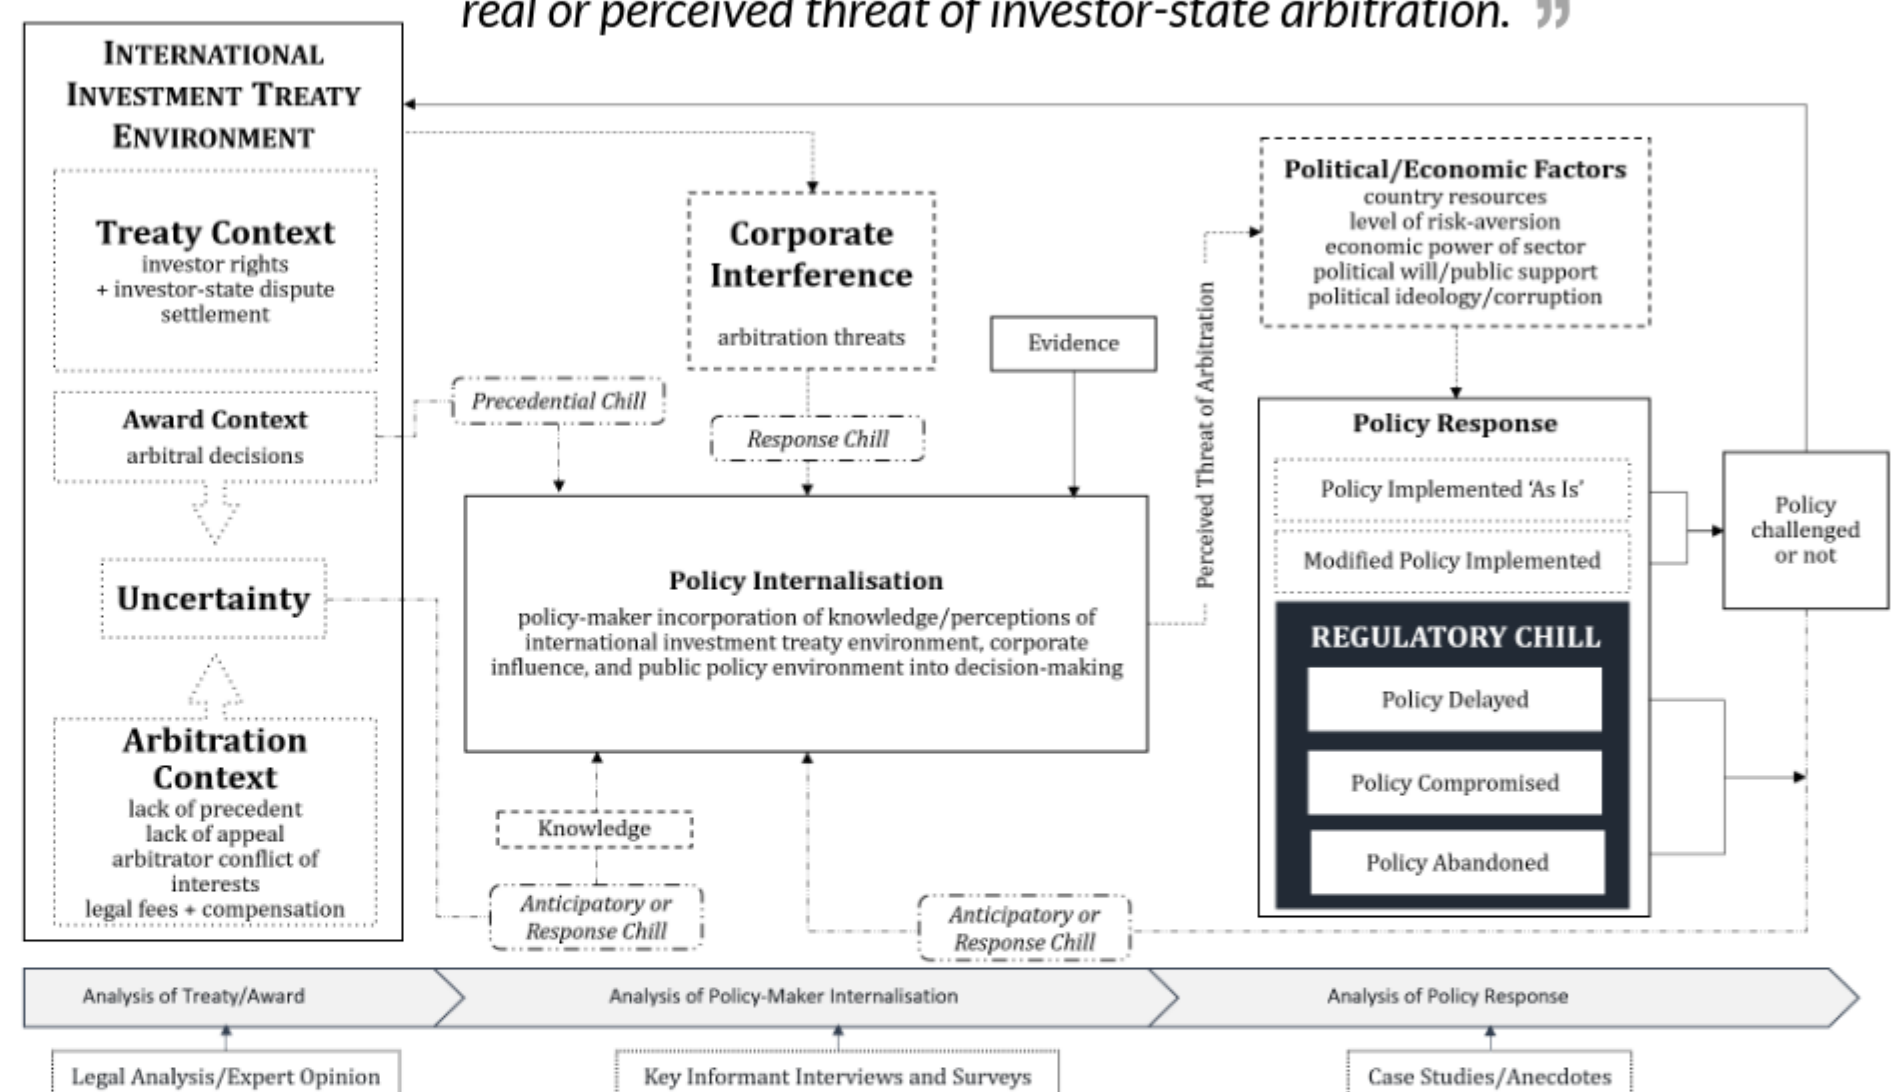 real or perceived threat of investor-state arbitration. ”
INTERNATIONAL
INVESTMENT TREATY
ENVIRONMENT
Treaty Context
investor rights
+ investor-state dispute
settlement
Award Context
arbitral decisions
Uncertainty
Arbitration
Context
lack of precedent
lack of appeal
arbitrator conflict of
interests
legal fees + compensation
Precedential Chill
Corporate
Interference
arbitration threats
Response Chill
Evidence
Policy Internalisation
policy-maker incorporation of knowledge/perceptions of
international investment treaty environment, corporate
influence, and public policy environment into decision-making
Knowledge
Anticipatory or
Response Chill
Anticipatory or
Response Chill
Perceived Threat of Arbitration
Political/Economic Factors
country resources
level of risk-aversion
economic power of sector
political will/public support
political ideology/corruption
Policy Response
Policy Implemented ‘As Is’
Modified Policy Implemented
REGULATORY CHILL
Policy Delayed
Policy Compromised
Policy Abandoned
Policy
challenged
or not
Analysis of Treaty/Award
Analysis of Policy-Maker Internalisation
Analysis of Policy Response
Legal Analysis/Expert Opinion
Key Informant Interviews and Surveys
Case Studies/Anecdotes